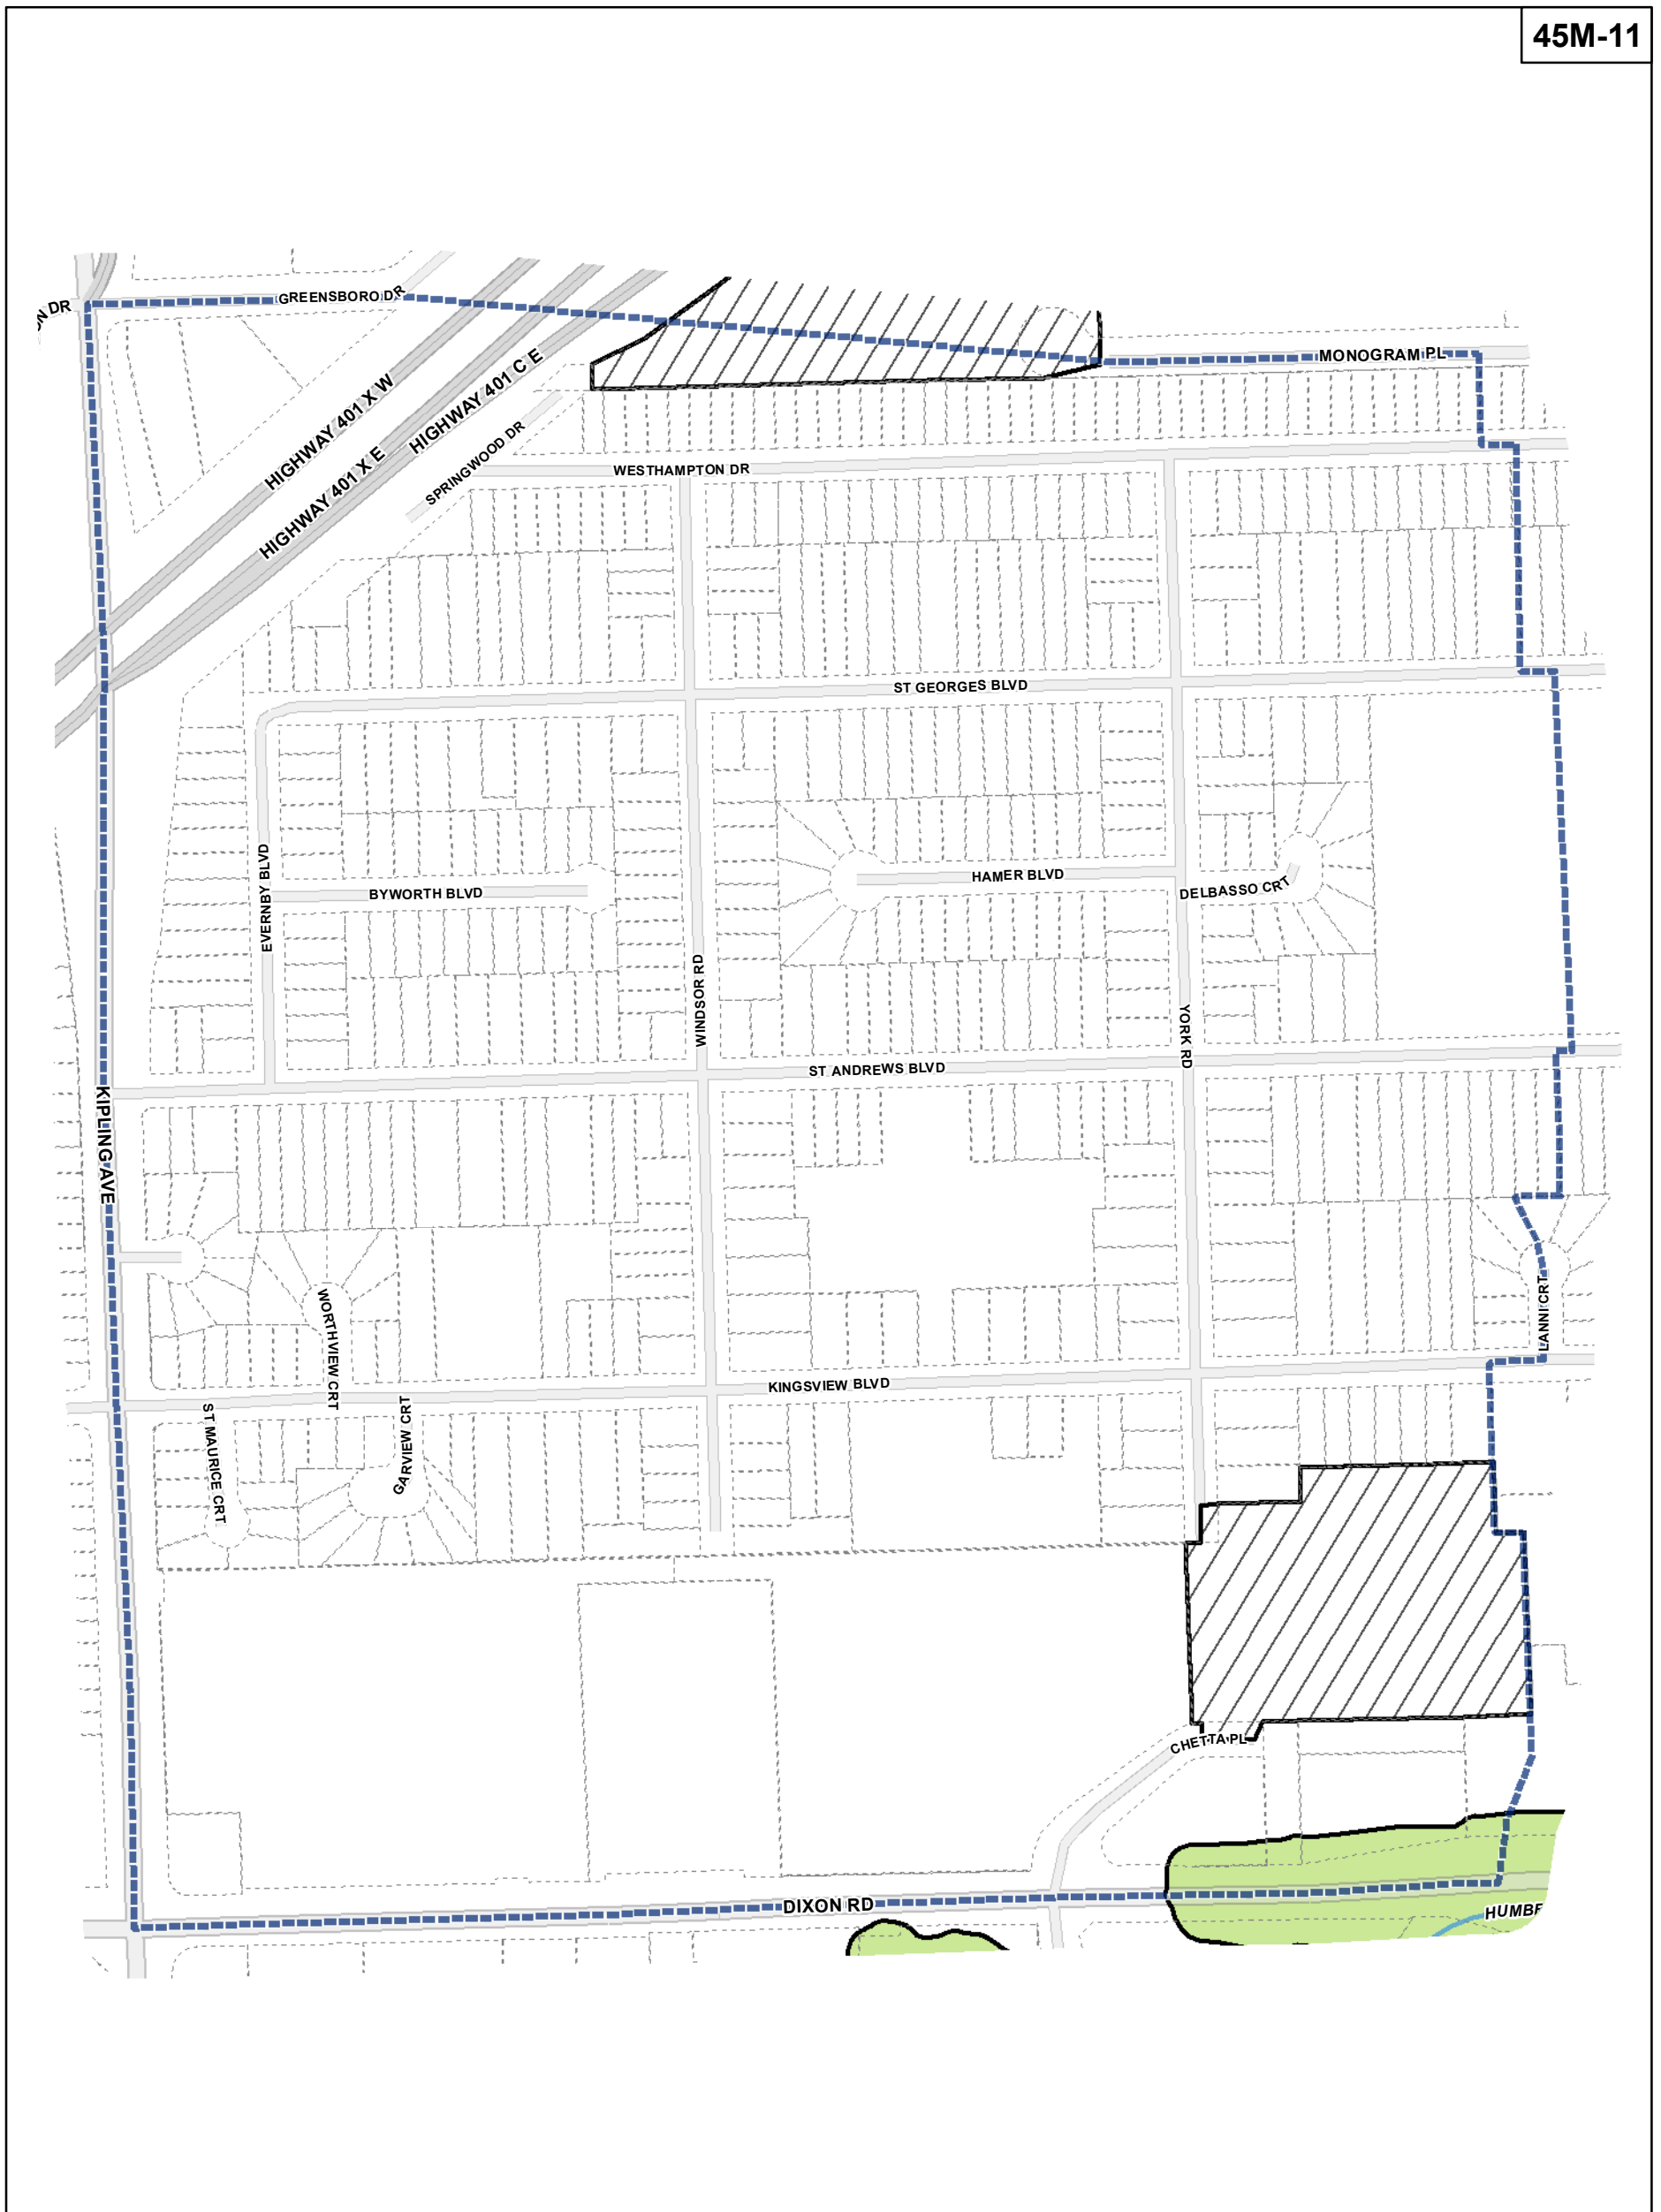 45M-11
GREENSBORO DR
DR
MONOGRAM PL
HIGHWAY 401 X W
HIGHWAY 401 C E
HIGHWAY 401 X E
SPRINGWOOD DR
WESTHAMPTON DR
ST GEORGES BLVD
EVERNBY BLVD
BYWORTH BLVD
HAMER BLVD
DELBASSO CRT
WINDSOR RD
YORK RD
ST ANDREWS BLVD
KIPLING AVE
WORTHVIEW CRT
LANNI CRT
KINGSVIEW BLVD
ST MAURICE CRT
GARVIEW CRT
CHETTA PL
DIXON RD
HUMBE